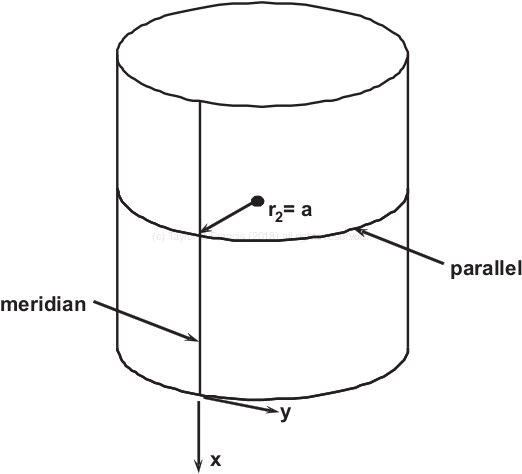 r2= a
parallel
meridian
y
x